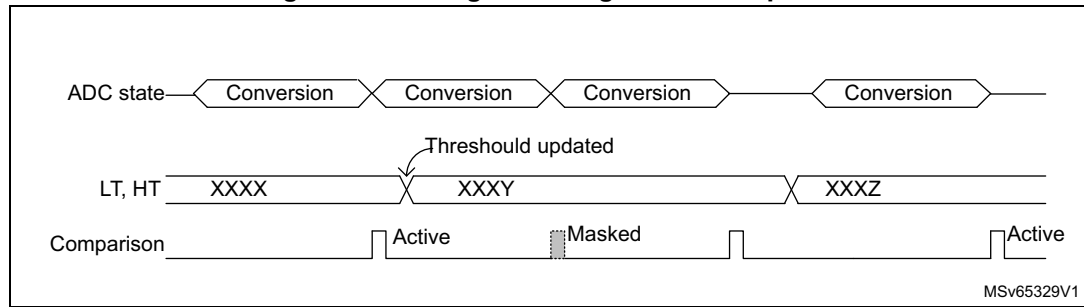 ADC state Conversion Conversion Conversion Conversion
Threshould updated
LT, HT XXXX XXXY XXXZ
Comparison Active Masked Active
MSv65329V1